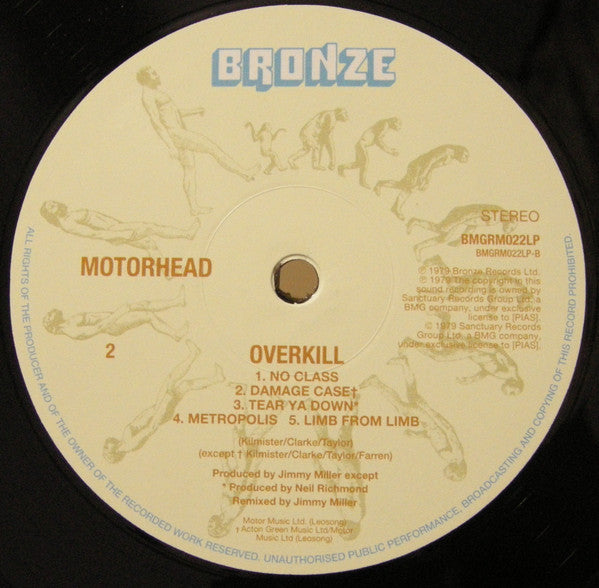 BRONZE
STEREO
BMGRM022LP
BMGRM022LP-B
MOTORHEAD
℗ 1979 Bronze Records Ltd.
℗ 1979 The copyright in this
sound recording is owned by
Sanctuary Records Group Ltd, a
BMG company, under exclusive
license to [PIAS].
© 1979 Sanctuary Records
Group Ltd, a BMG company,
under exclusive license to [PIAS].
2
OVERKILL
1. NO CLASS
2. DAMAGE CASE†
3. TEAR YA DOWN*
4. METROPOLIS 5. LIMB FROM LIMB
(Kilmister/Clarke/Taylor)
(except † Kilmister/Clarke/Taylor/Farren)
Produced by Jimmy Miller except
* Produced by Neil Richmond
Remixed by Jimmy Miller
Motor Music Ltd. (Leosong)
† Acton Green Music Ltd/Motor
Music Ltd (Leosong)
ALL RIGHTS OF THE PRODUCER AND OF THE OWNER OF THE RECORDED WORK RESERVED. UNAUTHORISED PUBLIC PERFORMANCE, BROADCASTING AND COPYING OF THIS RECORD PROHIBITED.